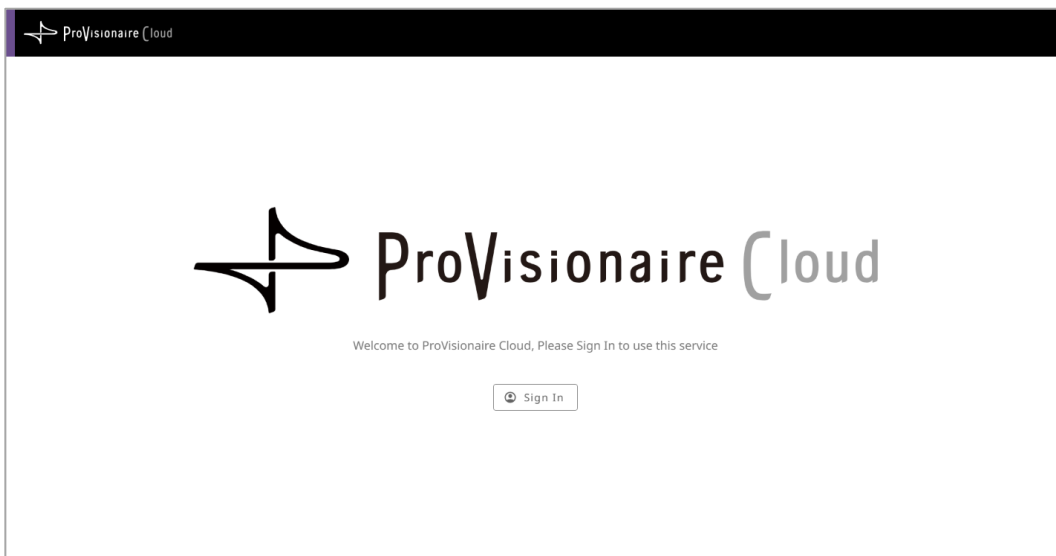 ProVisionaire Cloud
ProVisionaire Cloud
Welcome to ProVisionaire Cloud, Please Sign In to use this service
Sign In